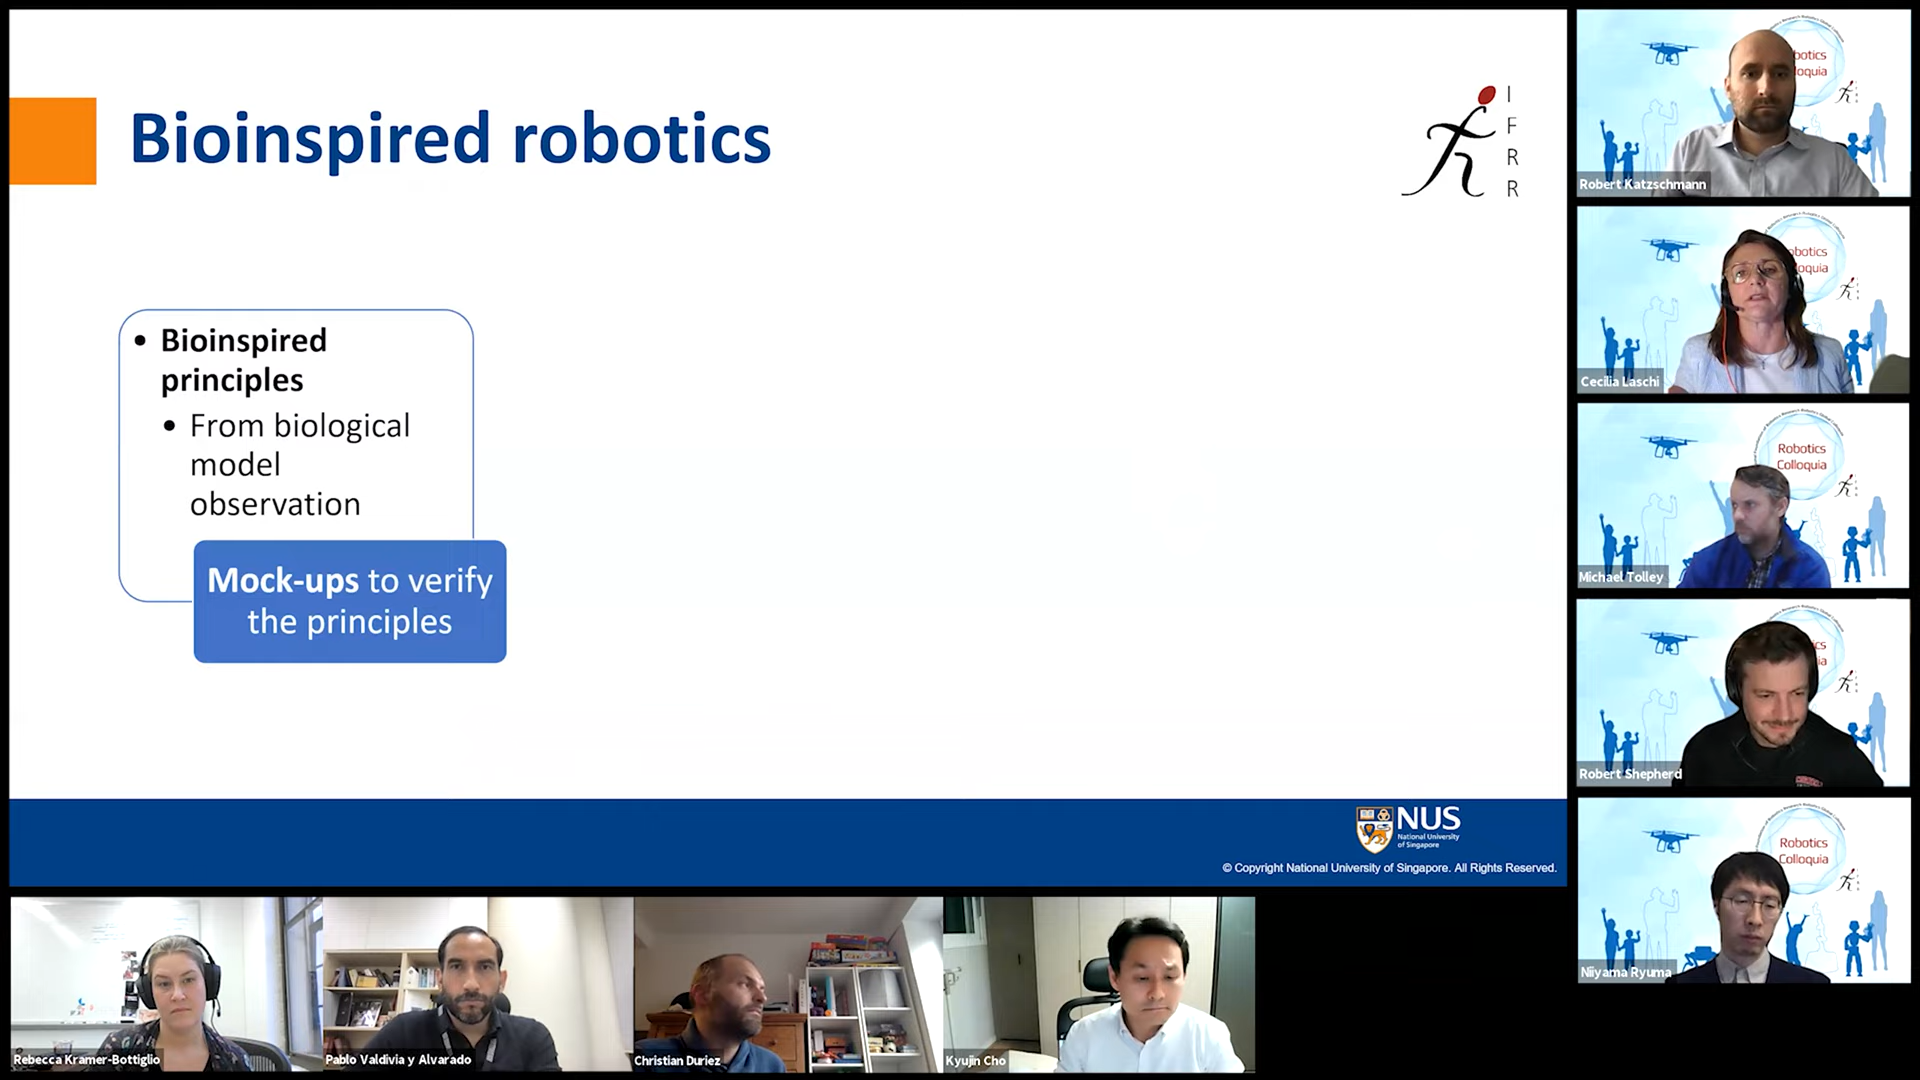 Bioinspired robotics
I
F
R
R
• Bioinspired
principles
• From biological
model
observation
Mock-ups to verify
the principles
NUS
National University
of Singapore
© Copyright National University of Singapore. All Rights Reserved.
Robert Katzschmann
Cecilia Laschi
Robotics
Colloquia
Michael Tolley
Robert Shepherd
Robotics
Colloquia
Niiyama Ryuma
Rebecca Kramer-Bottiglio
Pablo Valdivia y Alvarado
Christian Duriez
Kyujin Cho